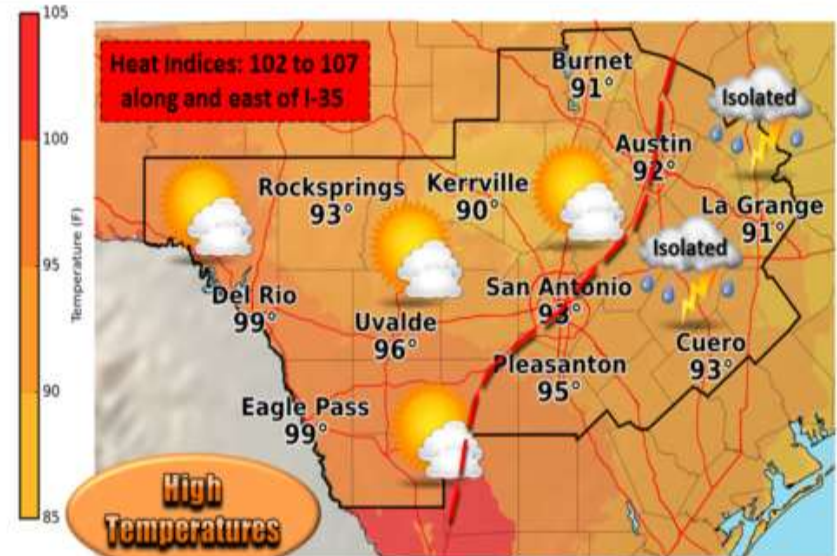 105
100
95
90
85
Temperature (F)
Heat Indices: 102 to 107
along and east of I-35
Burnet
91°
Isolated
Austin
92°
Rocksprings
93°
Kerrville
90°
La Grange
91°
Isolated
Del Rio
99°
San Antonio
93°
Uvalde
96°
Cuero
93°
Pleasanton
95°
Eagle Pass
99°
High
Temperatures